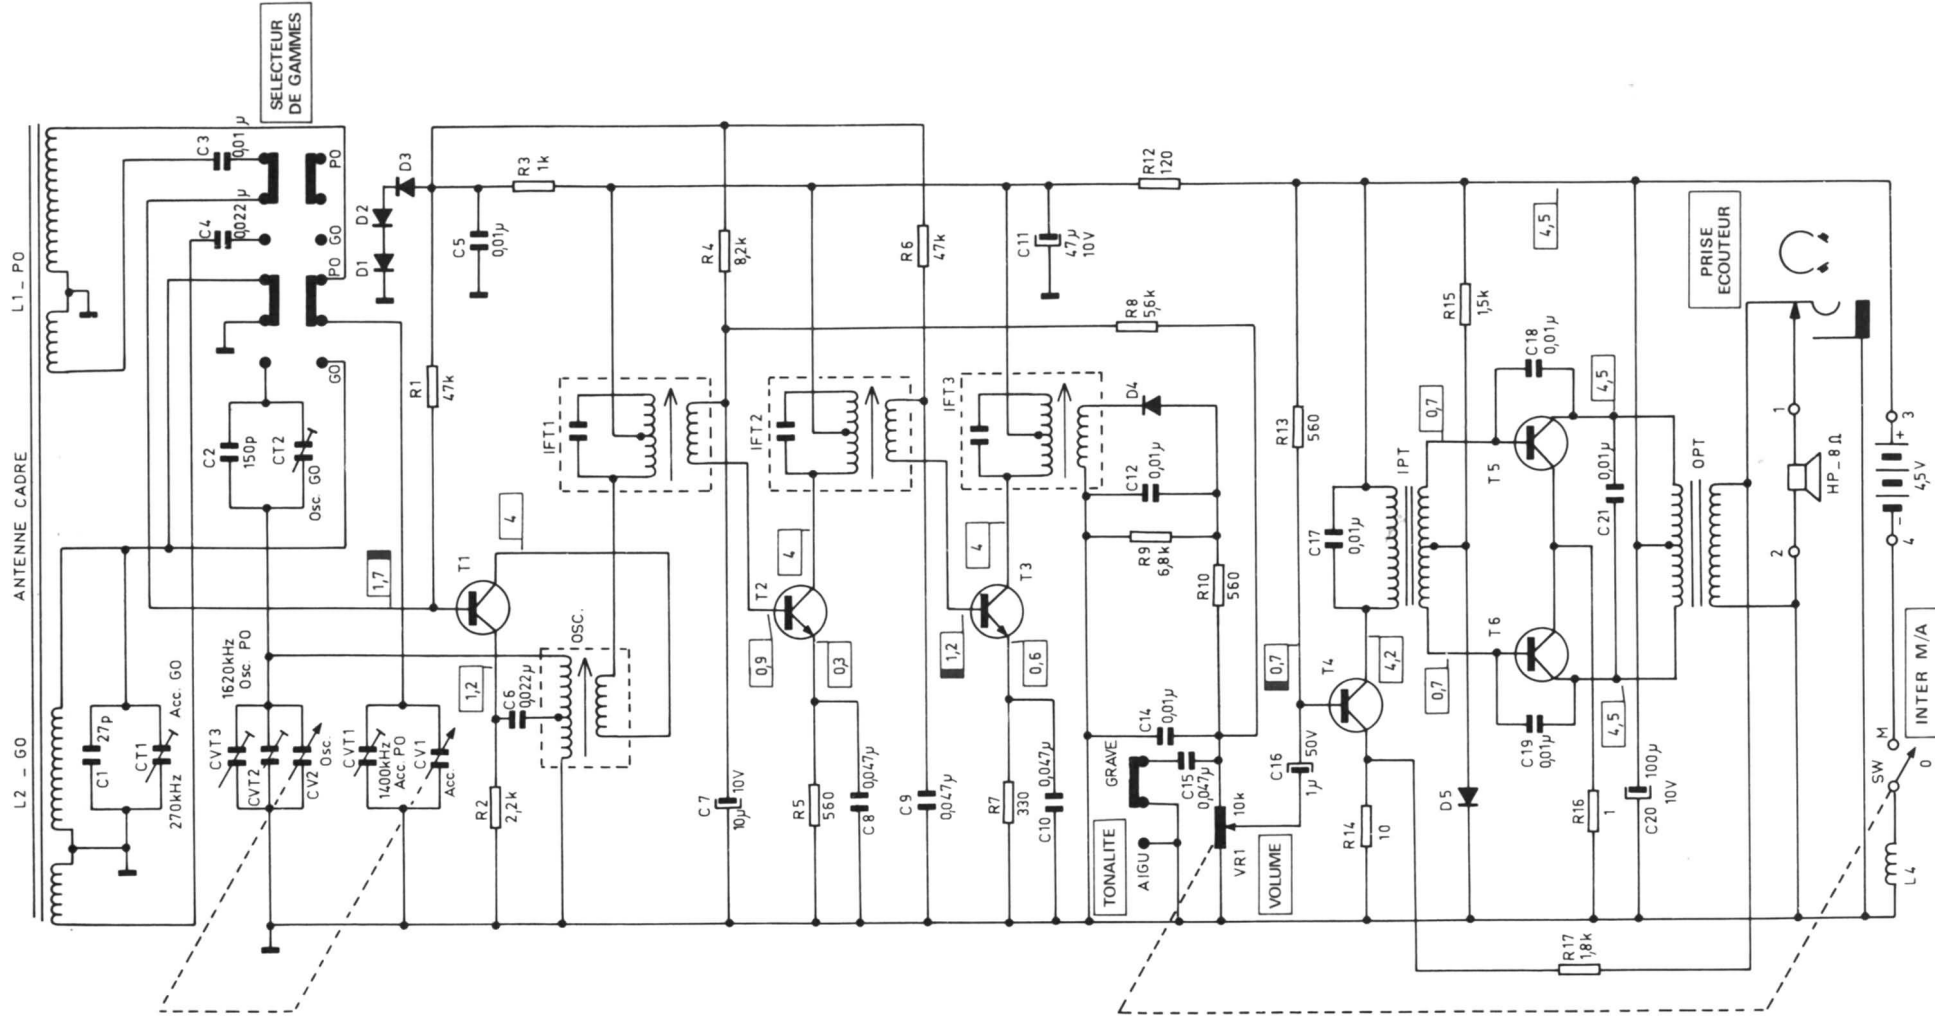 ANTENNE CADRE
L2 _ GO
L1 _ PO
C1
27p
CT1
270kHz
Acc. GO
C3
0,01 µ
C4
0,022 µ
SELECTEUR
DE GAMMES
PO
GO
PO
GO
C2
150p
CT2
Osc. GO
CVT3
1620kHz
Osc. PO
CVT2
CV2
Osc.
CVT1
1400kHz
Acc. PO
CV1
Acc.
D1
D2
D3
C5
0,01µ
R3
1k
R1
47k
1,7
T1
4
1,2
C6
0,022µ
R2
2,2k
OSC.
IFT1
R4
8,2k
R6
47k
C7
10µ
10V
T2
0,9
0,3
4
R5
560
C8
0,047µ
IFT2
C9
0,047µ
T3
1,2
0,6
4
R7
330
C10
0,047µ
IFT3
C11
47µ
10V
R12
120
R8
5,6k
D4
C12
0,01µ
R9
6,8k
R10
560
C14
0,01µ
GRAVE
C15
0,047µ
TONALITE
AIGU
VR1
10k
VOLUME
C16
1µ
50V
R13
560
0,7
T4
4,2
R14
10
C17
0,01µ
IPT
0,7
0,7
R15
1,5k
D5
T5
T6
C18
0,01µ
C19
0,01µ
4,5
4,5
4,5
C21
0,01µ
R16
1
C20
100µ
10V
OPT
R17
1,8k
PRISE
ECOUTEUR
HP_8Ω
1
2
3
+
4,5V
-
4
M
SW
0
INTER M/A
L4